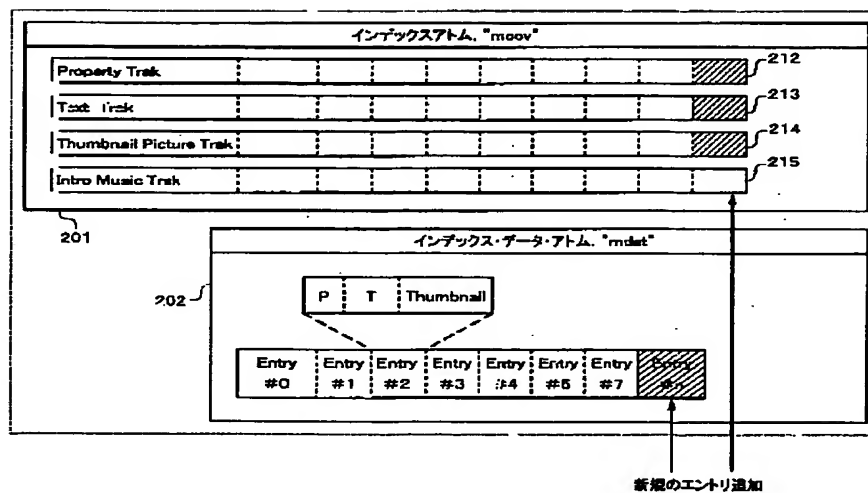 インデックスアトム, "moov"
Property Trak
212
Text Trak
213
Thumbnail Picture Trak
214
Intro Music Trak
215
201
インデックス・データ・アトム, "mdat"
202
P T Thumbnail
Entry #0
Entry #1
Entry #2
Entry #3
Entry #4
Entry #5
Entry #7
Entry
新規のエントリ追加